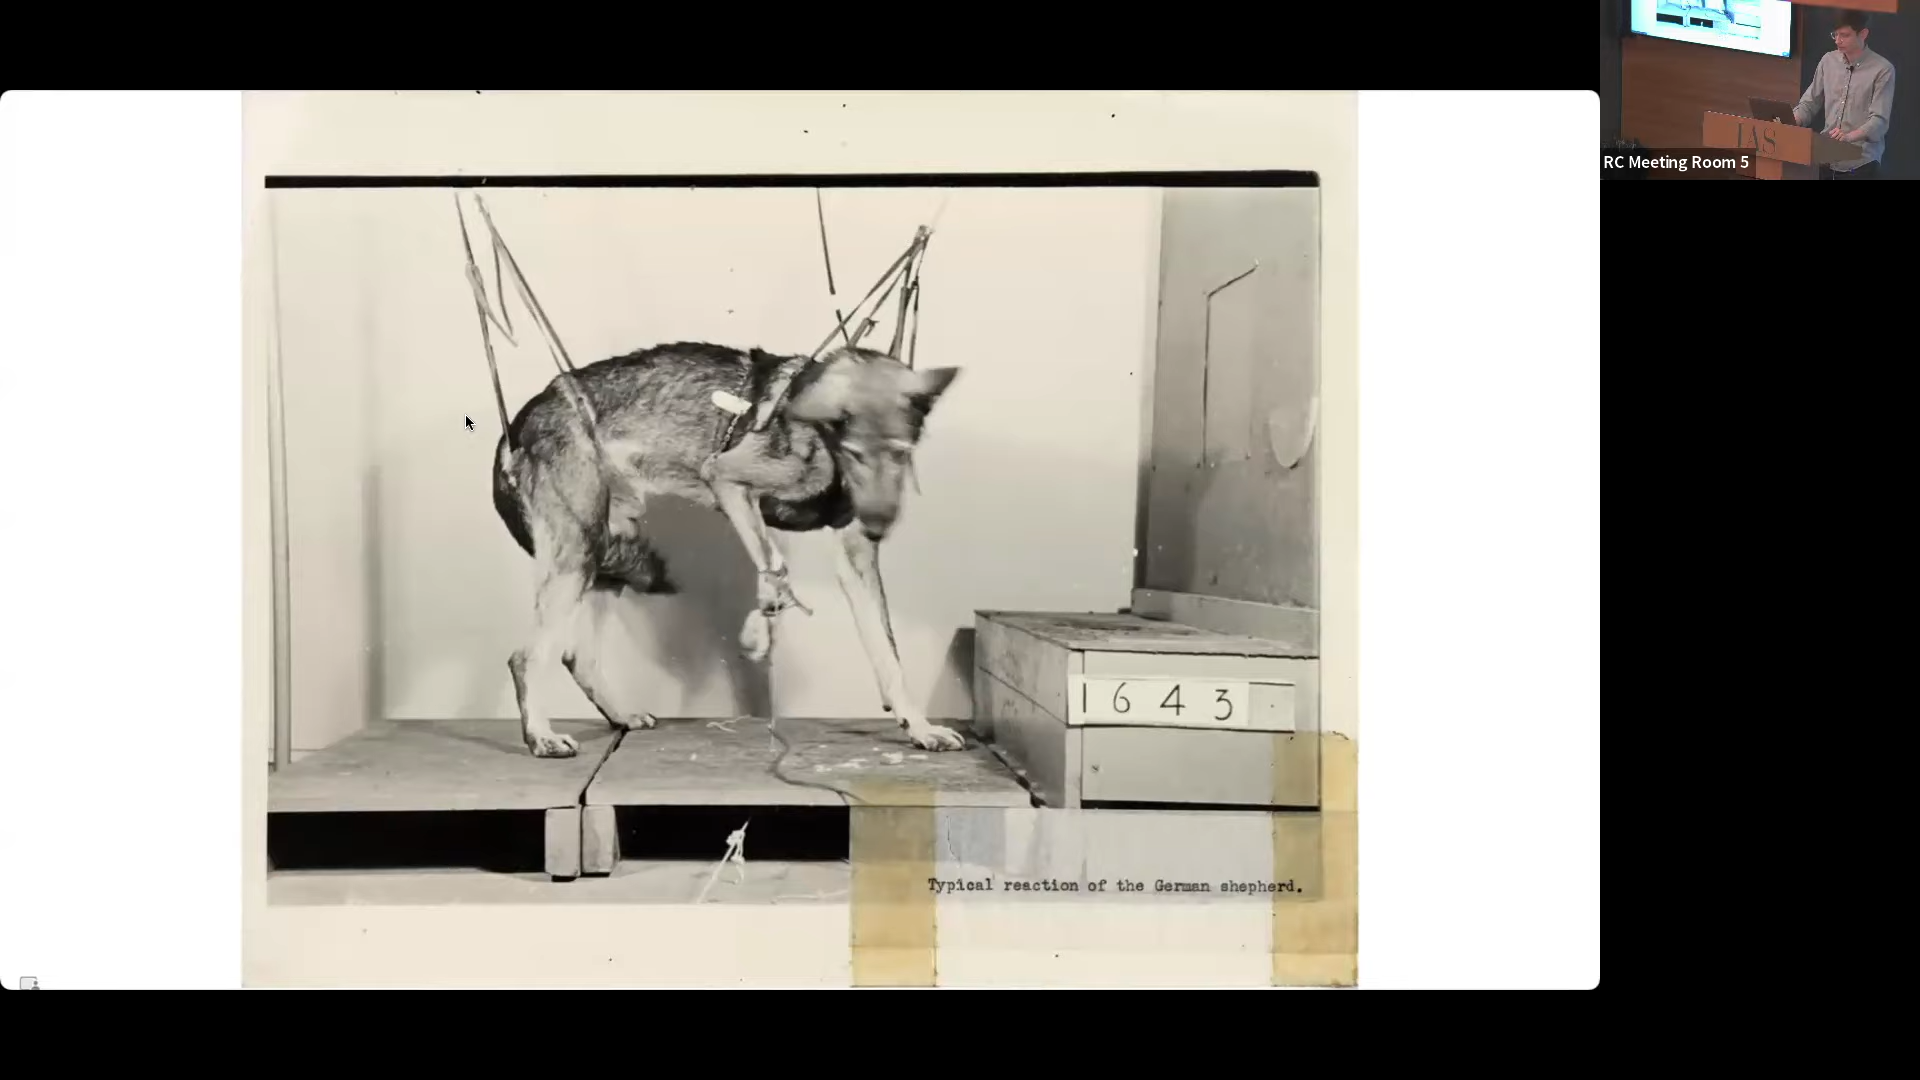 1643
Typical reaction of the German shepherd.
IAS
RC Meeting Room 5